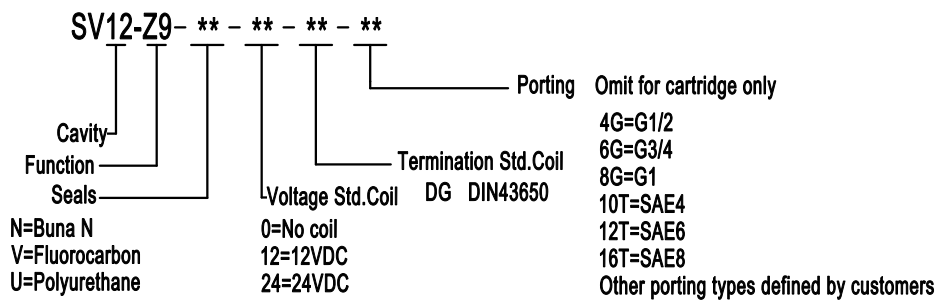 SV12-Z9- ** - ** - ** - **
Porting Omit for cartridge only
4G=G1/2
6G=G3/4
8G=G1
10T=SAE4
12T=SAE6
16T=SAE8
Other porting types defined by customers
Termination Std.Coil
DG DIN43650
Voltage Std.Coil
0=No coil
12=12VDC
24=24VDC
Cavity
Function
Seals
N=Buna N
V=Fluorocarbon
U=Polyurethane